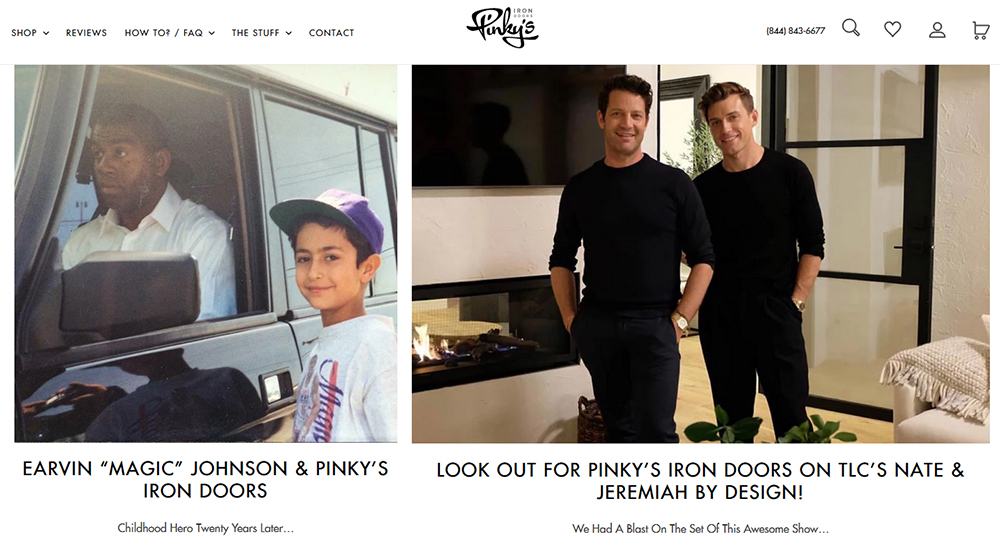 SHOP
REVIEWS
HOW TO? / FAQ
THE STUFF
CONTACT
Pinky's
IRON
DOORS
(844) 843-6677
EARVIN “MAGIC” JOHNSON & PINKY’S
IRON DOORS
Childhood Hero Twenty Years Later…
LOOK OUT FOR PINKY’S IRON DOORS ON TLC’S NATE &
JEREMIAH BY DESIGN!
We Had A Blast On The Set Of This Awesome Show…